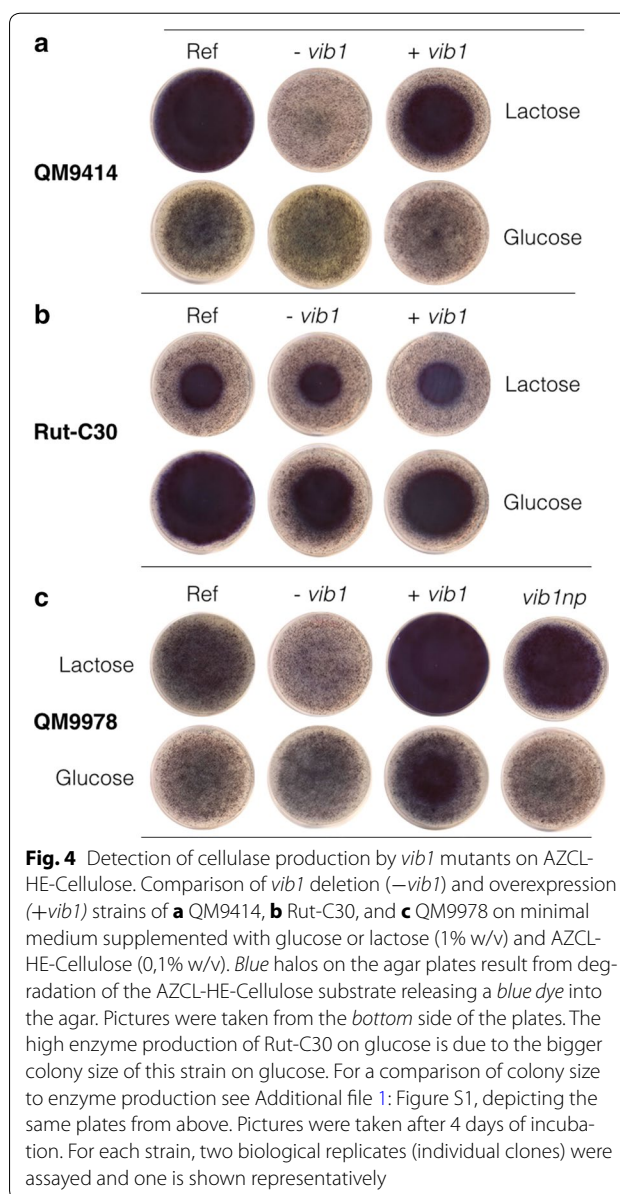 a
Ref - vib1 + vib1
Lactose
QM9414
Glucose
b
Ref - vib1 + vib1
Lactose
Rut-C30
Glucose
c
Ref - vib1 + vib1 vib1np
Lactose
QM9978
Glucose
Fig. 4 Detection of cellulase production by vib1 mutants on AZCL-
HE-Cellulose. Comparison of vib1 deletion (−vib1) and overexpression
(+vib1) strains of a QM9414, b Rut-C30, and c QM9978 on minimal
medium supplemented with glucose or lactose (1% w/v) and AZCL-
HE-Cellulose (0,1% w/v). Blue halos on the agar plates result from deg-
radation of the AZCL-HE-Cellulose substrate releasing a blue dye into
the agar. Pictures were taken from the bottom side of the plates. The
high enzyme production of Rut-C30 on glucose is due to the bigger
colony size of this strain on glucose. For a comparison of colony size
to enzyme production see Additional file 1: Figure S1, depicting the
same plates from above. Pictures were taken after 4 days of incuba-
tion. For each strain, two biological replicates (individual clones) were
assayed and one is shown representatively